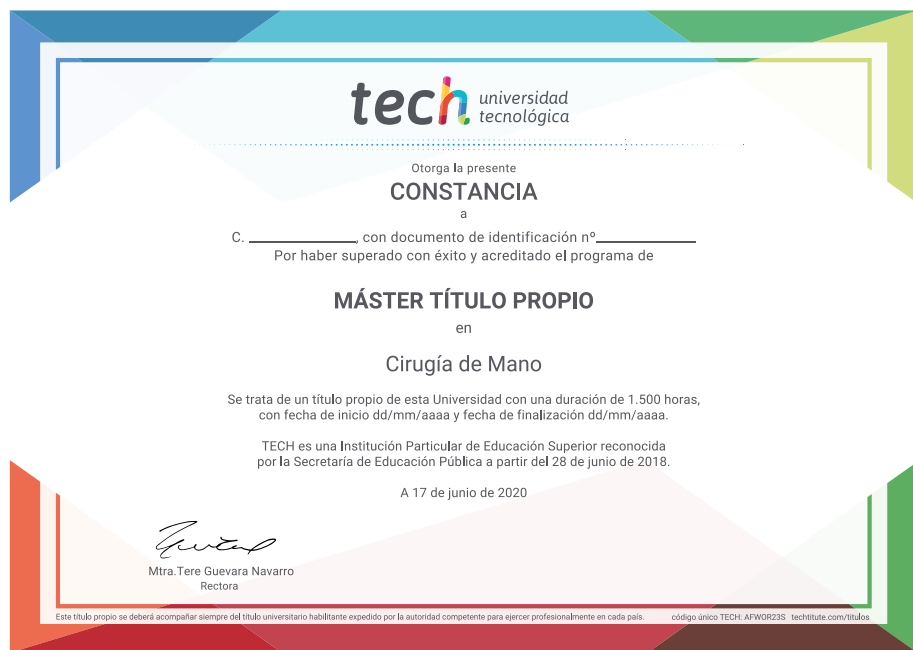 tech universidad
tecnológica
Otorga la presente
CONSTANCIA
a
C. ____________, con documento de identificación nº____________
Por haber superado con éxito y acreditado el programa de
MÁSTER TÍTULO PROPIO
en
Cirugía de Mano
Se trata de un título propio de esta Universidad con una duración de 1.500 horas,
con fecha de inicio dd/mm/aaaa y fecha de finalización dd/mm/aaaa.
TECH es una Institución Particular de Educación Superior reconocida
por la Secretaría de Educación Pública a partir del 28 de junio de 2018.
A 17 de junio de 2020
Mtra.Tere Guevara Navarro
Rectora
Este título propio se deberá acompañar siempre del título universitario habilitante expedido por la autoridad competente para ejercer profesionalmente en cada país. código único TECH: AFWOR23S techtitute.com/titulos